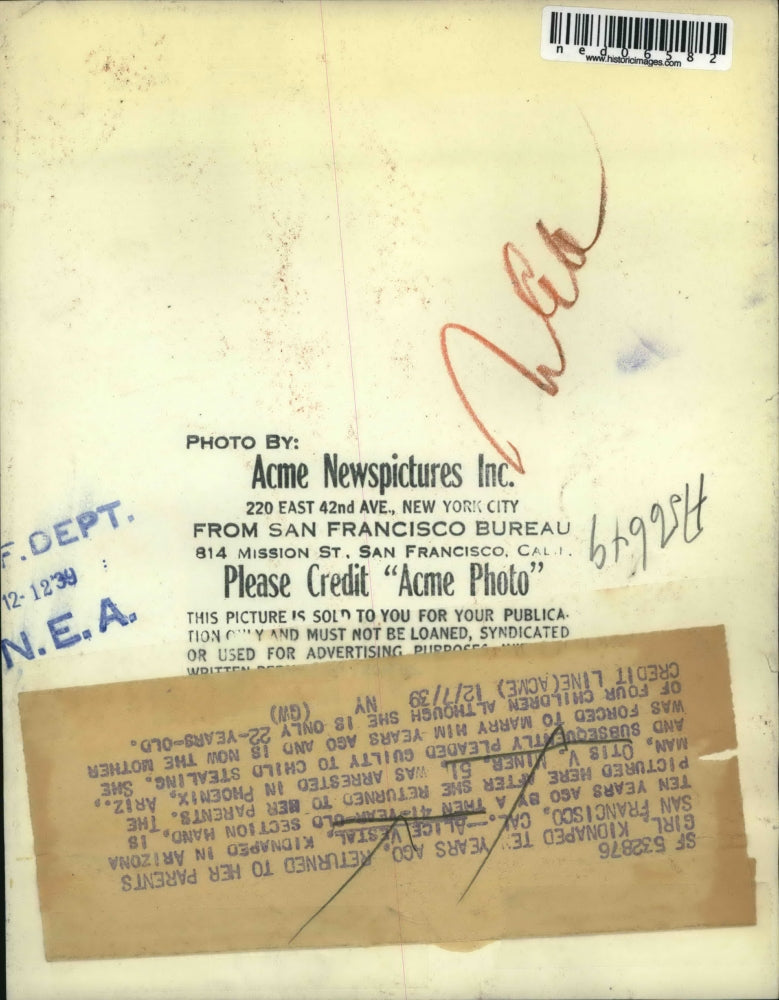 ned06582
www.historicimages.com
NEA
PHOTO BY:
Acme Newspictures Inc.
220 EAST 42nd AVE., NEW YORK CITY
FROM SAN FRANCISCO BUREAU
814 MISSION ST., SAN FRANCISCO, CAL.
Please Credit "Acme Photo"
THIS PICTURE IS SOLD TO YOU FOR YOUR PUBLICA-
TION ONLY AND MUST NOT BE LOANED, SYNDICATED
OR USED FOR ADVERTISING PURPOSES
WRITTEN
F. DEPT.
12-12'39
N.E.A.
SF 532876
GIRL, KIDNAPED TEN YEARS AGO, RETURNED TO HER PARENTS
SAN FRANCISCO, CAL.--ALICE VESTAL, KIDNAPED IN ARIZONA
TEN YEARS AGO BY A THEN 41-YEAR-OLD SECTION HAND, IS
PICTURED HERE AFTER SHE RETURNED TO HER PARENTS. THE
MAN, OTIS V. 51, WAS ARRESTED IN PHOENIX, ARIZ.,
AND SUBSEQUENTLY PLEADED GUILTY TO CHILD STEALING. SHE
WAS FORCED TO MARRY HIM YEARS AGO AND IS NOW THE MOTHER
OF FOUR CHILDREN ALTHOUGH SHE IS ONLY 22-YEARS-OLD.
CREDIT LINE(ACME) 12/7/39 NY (GW)